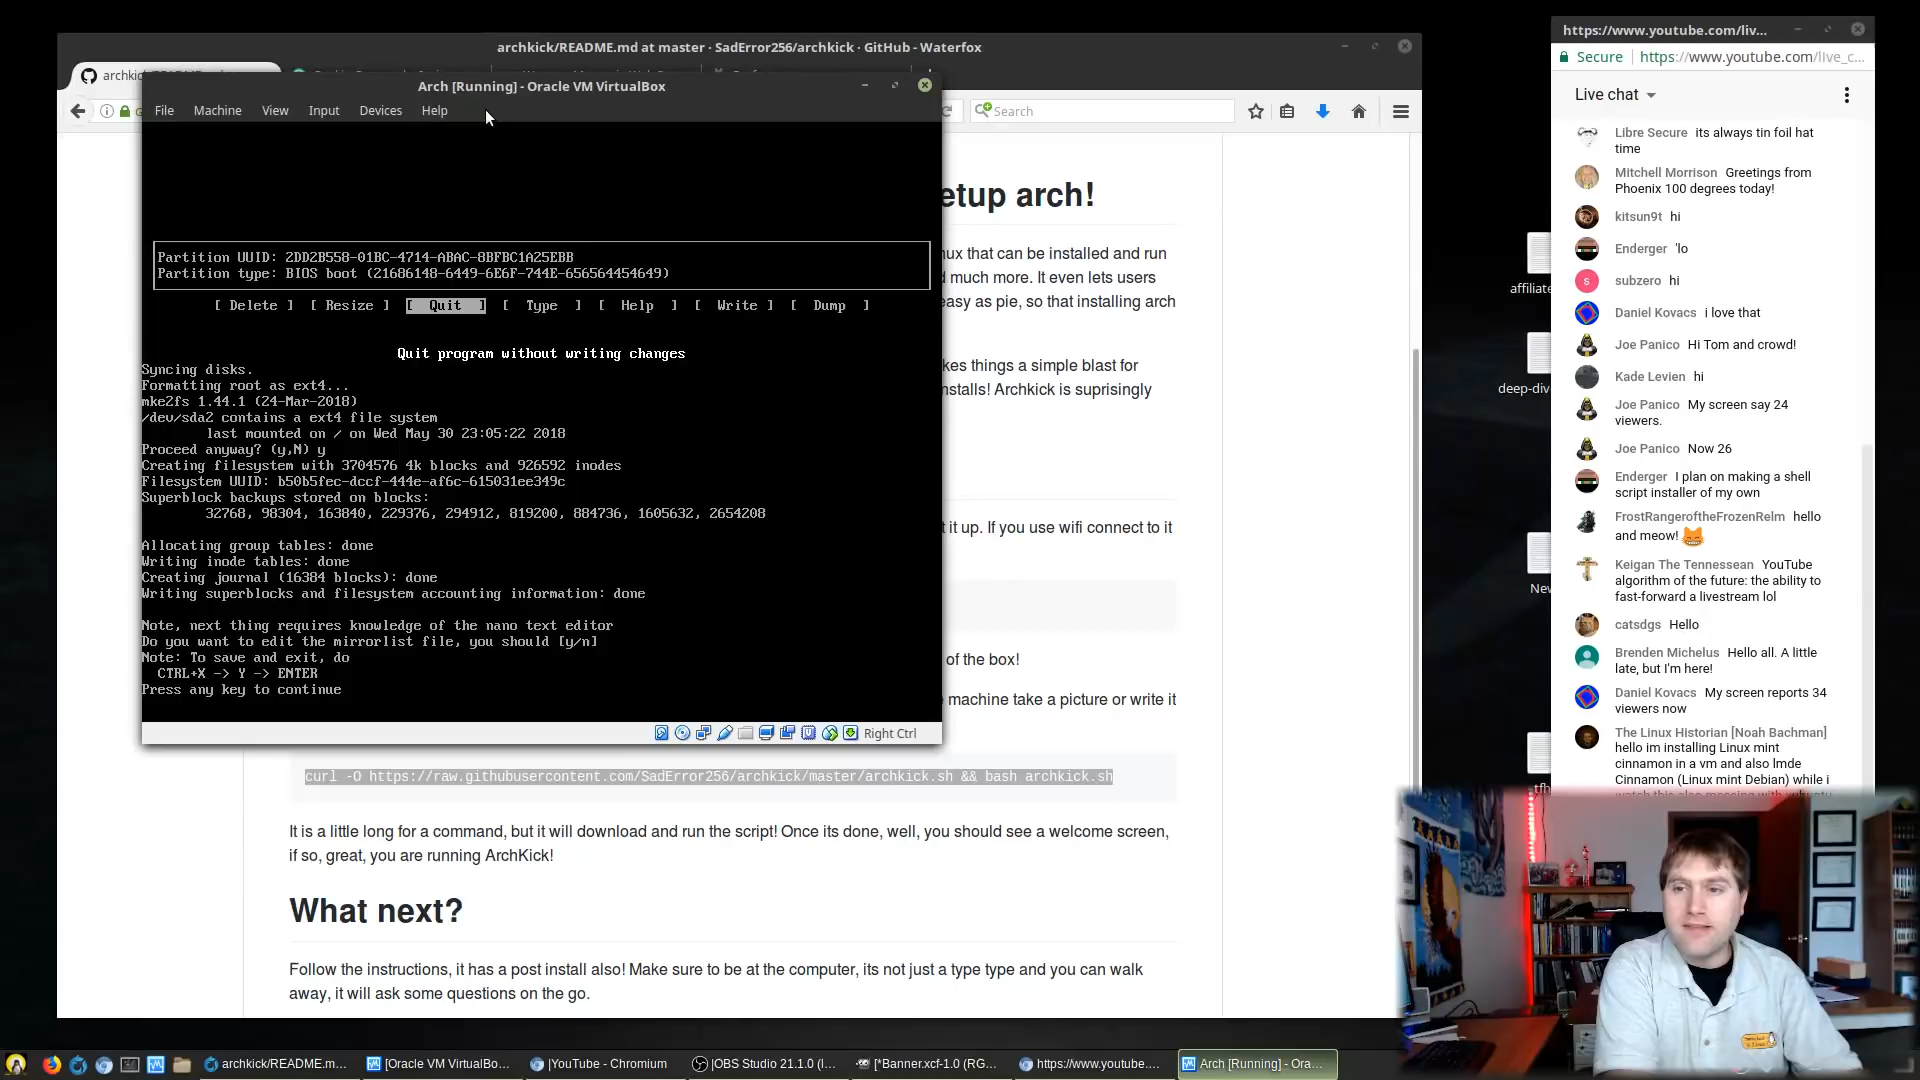 archkick/README.md at master · SadError256/archkick · GitHub - Waterfox
Search
Arch [Running] - Oracle VM VirtualBox
File Machine View Input Devices Help
Partition UUID: 2DD2B558-01BC-4714-ABAC-8BFBC1A25EBB
Partition type: BIOS boot (21686148-6449-6E6F-744E-656564454649)
[ Delete ] [ Resize ] [ Quit ] [ Type ] [ Help ] [ Write ] [ Dump ]
Quit program without writing changes
Syncing disks.
Formatting root as ext4...
mke2fs 1.44.1 (24-Mar-2018)
/dev/sda2 contains a ext4 file system
last mounted on / on Wed May 30 23:05:22 2018
Proceed anyway? (y,N) y
Creating filesystem with 3704576 4k blocks and 926592 inodes
Filesystem UUID: b50b5fec-dccf-444e-af6c-615031ee349c
Superblock backups stored on blocks:
32768, 98304, 163840, 229376, 294912, 819200, 884736, 1605632, 2654208
Allocating group tables: done
Writing inode tables: done
Creating journal (16384 blocks): done
Writing superblocks and filesystem accounting information: done
Note, next thing requires knowledge of the nano text editor
Do you want to edit the mirrorlist file, you should [y/n]
Note: To save and exit, do
CTRL+X -> Y -> ENTER
Press any key to continue
Right Ctrl
etup arch!
nux that can be installed and run
d much more. It even lets users
easy as pie, so that installing arch
kes things a simple blast for
nstalls! Archkick is suprisingly
t it up. If you use wifi connect to it
of the box!
machine take a picture or write it
curl -O https://raw.githubusercontent.com/SadError256/archkick/master/archkick.sh && bash archkick.sh
It is a little long for a command, but it will download and run the script! Once its done, well, you should see a welcome screen,
if so, great, you are running ArchKick!
What next?
Follow the instructions, it has a post install also! Make sure to be at the computer, its not just a type type and you can walk
away, it will ask some questions on the go.
affiliate
deep-div
New
https://www.youtube.com/liv...
Secure https://www.youtube.com/live_c...
Live chat
Libre Secure its always tin foil hat
time
Mitchell Morrison Greetings from
Phoenix 100 degrees today!
kitsun9t hi
Enderger 'lo
subzero hi
Daniel Kovacs i love that
Joe Panico Hi Tom and crowd!
Kade Levien hi
Joe Panico My screen say 24
viewers.
Joe Panico Now 26
Enderger I plan on making a shell
script installer of my own
FrostRangeroftheFrozenRelm hello
and meow!
Keigan The Tennessean YouTube
algorithm of the future: the ability to
fast-forward a livestream lol
catsdgs Hello
Brenden Michelus Hello all. A little
late, but I'm here!
Daniel Kovacs My screen reports 34
viewers now
The Linux Historian [Noah Bachman]
hello im installing Linux mint
cinnamon in a vm and also lmde
Cinnamon (Linux mint Debian) while i
archkick/README.m... [Oracle VM VirtualBo... |YouTube - Chromium |OBS Studio 21.1.0 (l... [*Banner.xcf-1.0 (RG... https://www.youtube.... Arch [Running] - Ora...